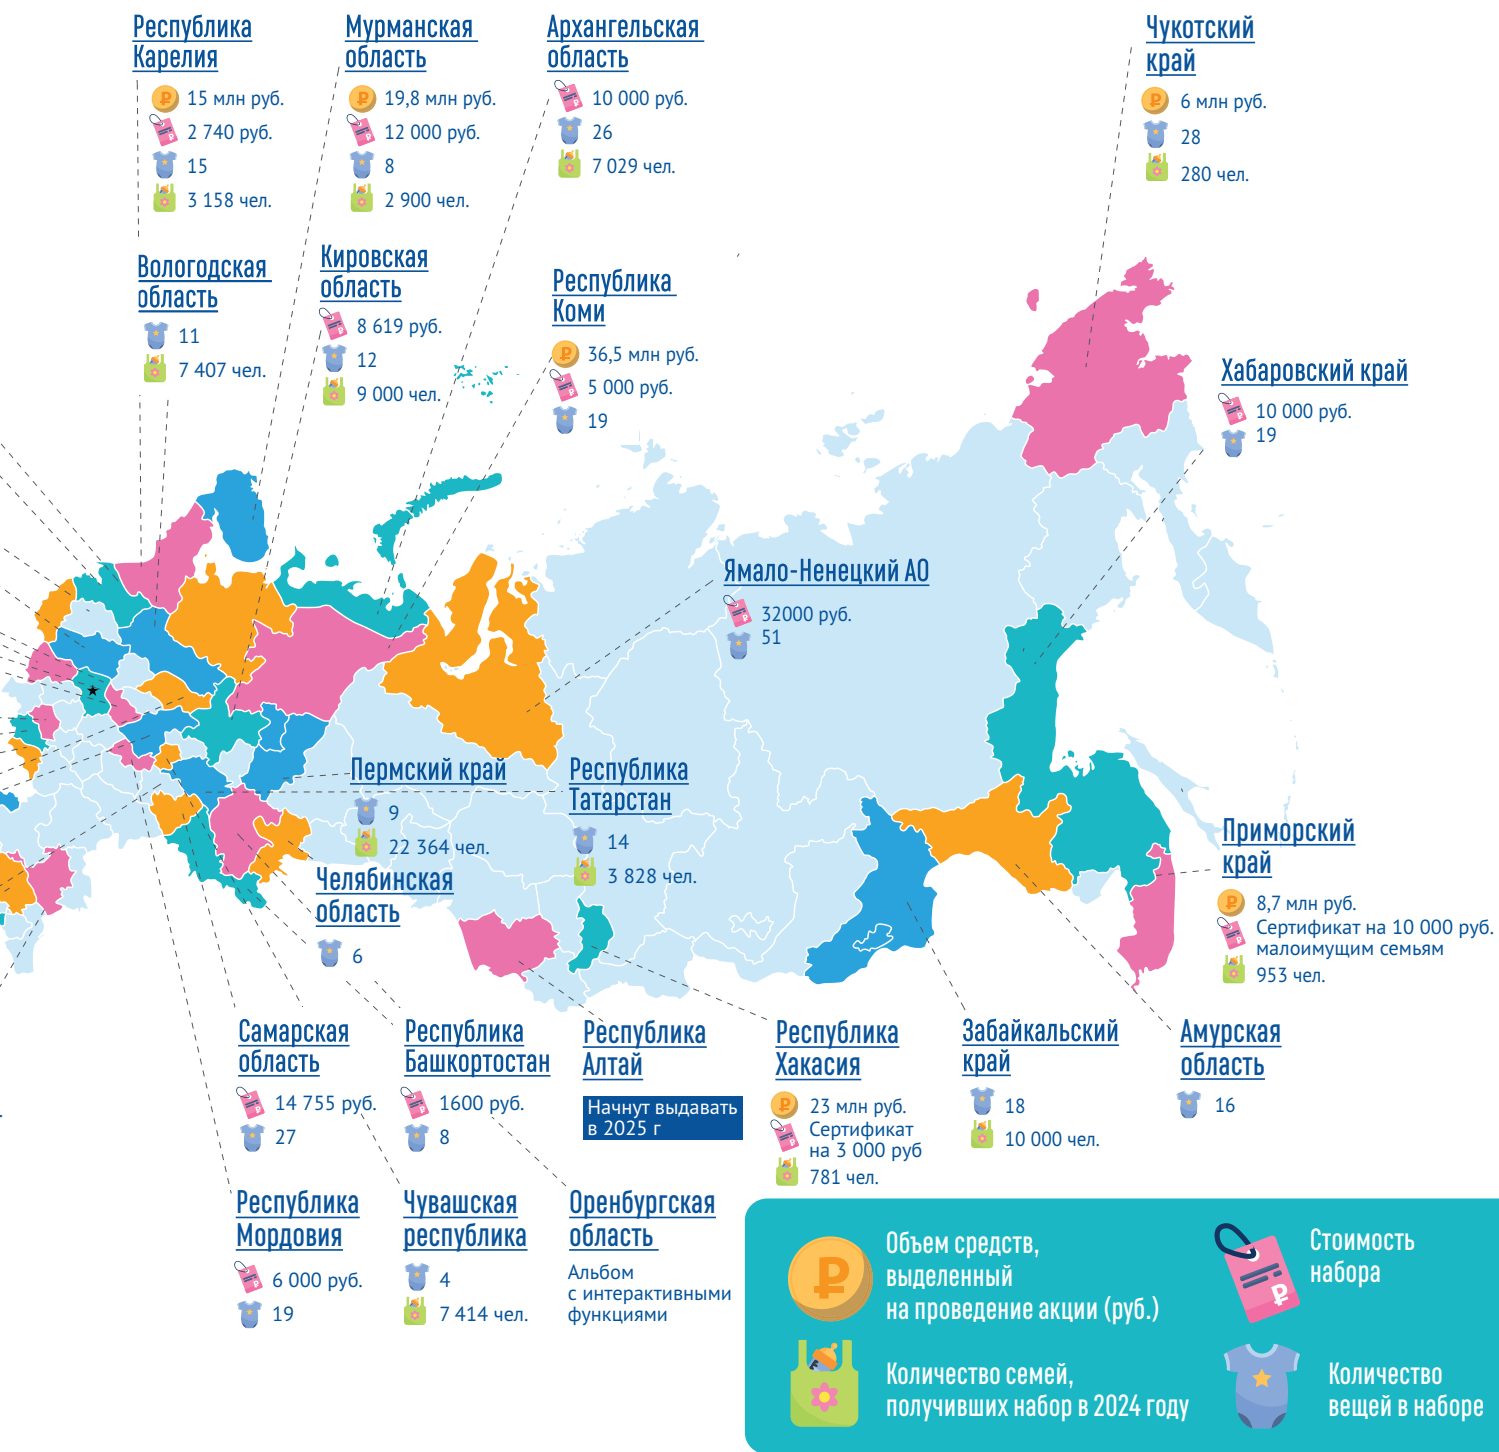 Республика
Карелия
15 млн руб.
2 740 руб.
15
3 158 чел.
Мурманская
область
19,8 млн руб.
12 000 руб.
8
2 900 чел.
Архангельская
область
10 000 руб.
26
7 029 чел.
Чукотский
край
6 млн руб.
28
280 чел.
Вологодская
область
11
7 407 чел.
Кировская
область
8 619 руб.
12
9 000 чел.
Республика
Коми
36,5 млн руб.
5 000 руб.
19
Хабаровский край
10 000 руб.
19
Ямало-Ненецкий АО
32000 руб.
51
Пермский край
9
22 364 чел.
Республика
Татарстан
14
3 828 чел.
Челябинская
область
6
Приморский
край
8,7 млн руб.
Сертификат на 10 000 руб.
малоимущим семьям
953 чел.
Самарская
область
14 755 руб.
27
Республика
Башкортостан
1600 руб.
8
Республика
Алтай
Начнут выдавать
в 2025 г
Республика
Хакасия
23 млн руб.
Сертификат
на 3 000 руб
781 чел.
Забайкальский
край
18
10 000 чел.
Амурская
область
16
Республика
Мордовия
6 000 руб.
19
Чувашская
республика
4
7 414 чел.
Оренбургская
область
Альбом
с интерактивными
функциями
Объем средств,
выделенный
на проведение акции (руб.)
Стоимость
набора
Количество семей,
получивших набор в 2024 году
Количество
вещей в наборе